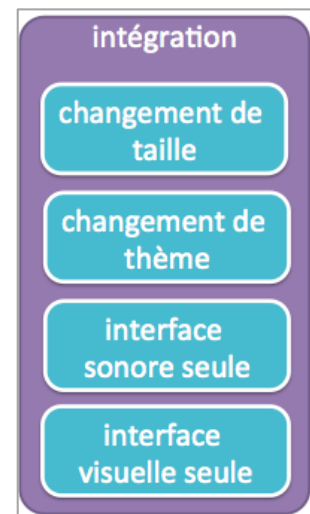 intégration
changement de
taille
changement de
thème
interface
sonore seule
interface
visuelle seule